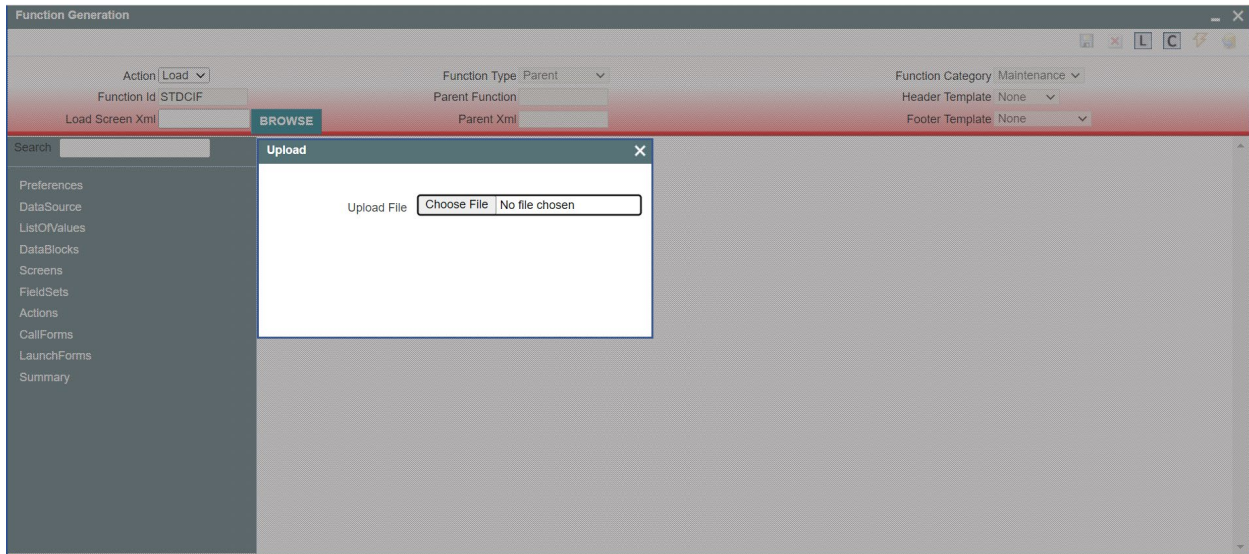 Function Generation
L C
Action Load Function Type Parent Function Category Maintenance
Function Id STDCIF Parent Function Header Template None
Load Screen Xml BROWSE Parent Xml Footer Template None
Search
Upload
Upload File Choose File No file chosen
Preferences
DataSource
ListOfValues
DataBlocks
Screens
FieldSets
Actions
CallForms
LaunchForms
Summary